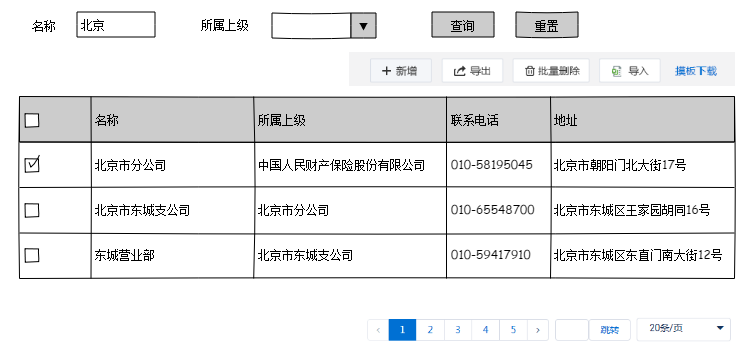 名称 北京 所属上级 查询 重置
新增 导出 批量删除 导入 摸板下载
名称 所属上级 联系电话 地址
北京市分公司 中国人民财产保险股份有限公司 010-58195045 北京市朝阳门北大街17号
北京市东城支公司 北京市分公司 010-65548700 北京市东城区王家园胡同16号
东城营业部 北京市东城支公司 010-59417910 北京市东城区东直门南大街12号
‹ 1 2 3 4 5 › 跳转 20条/页